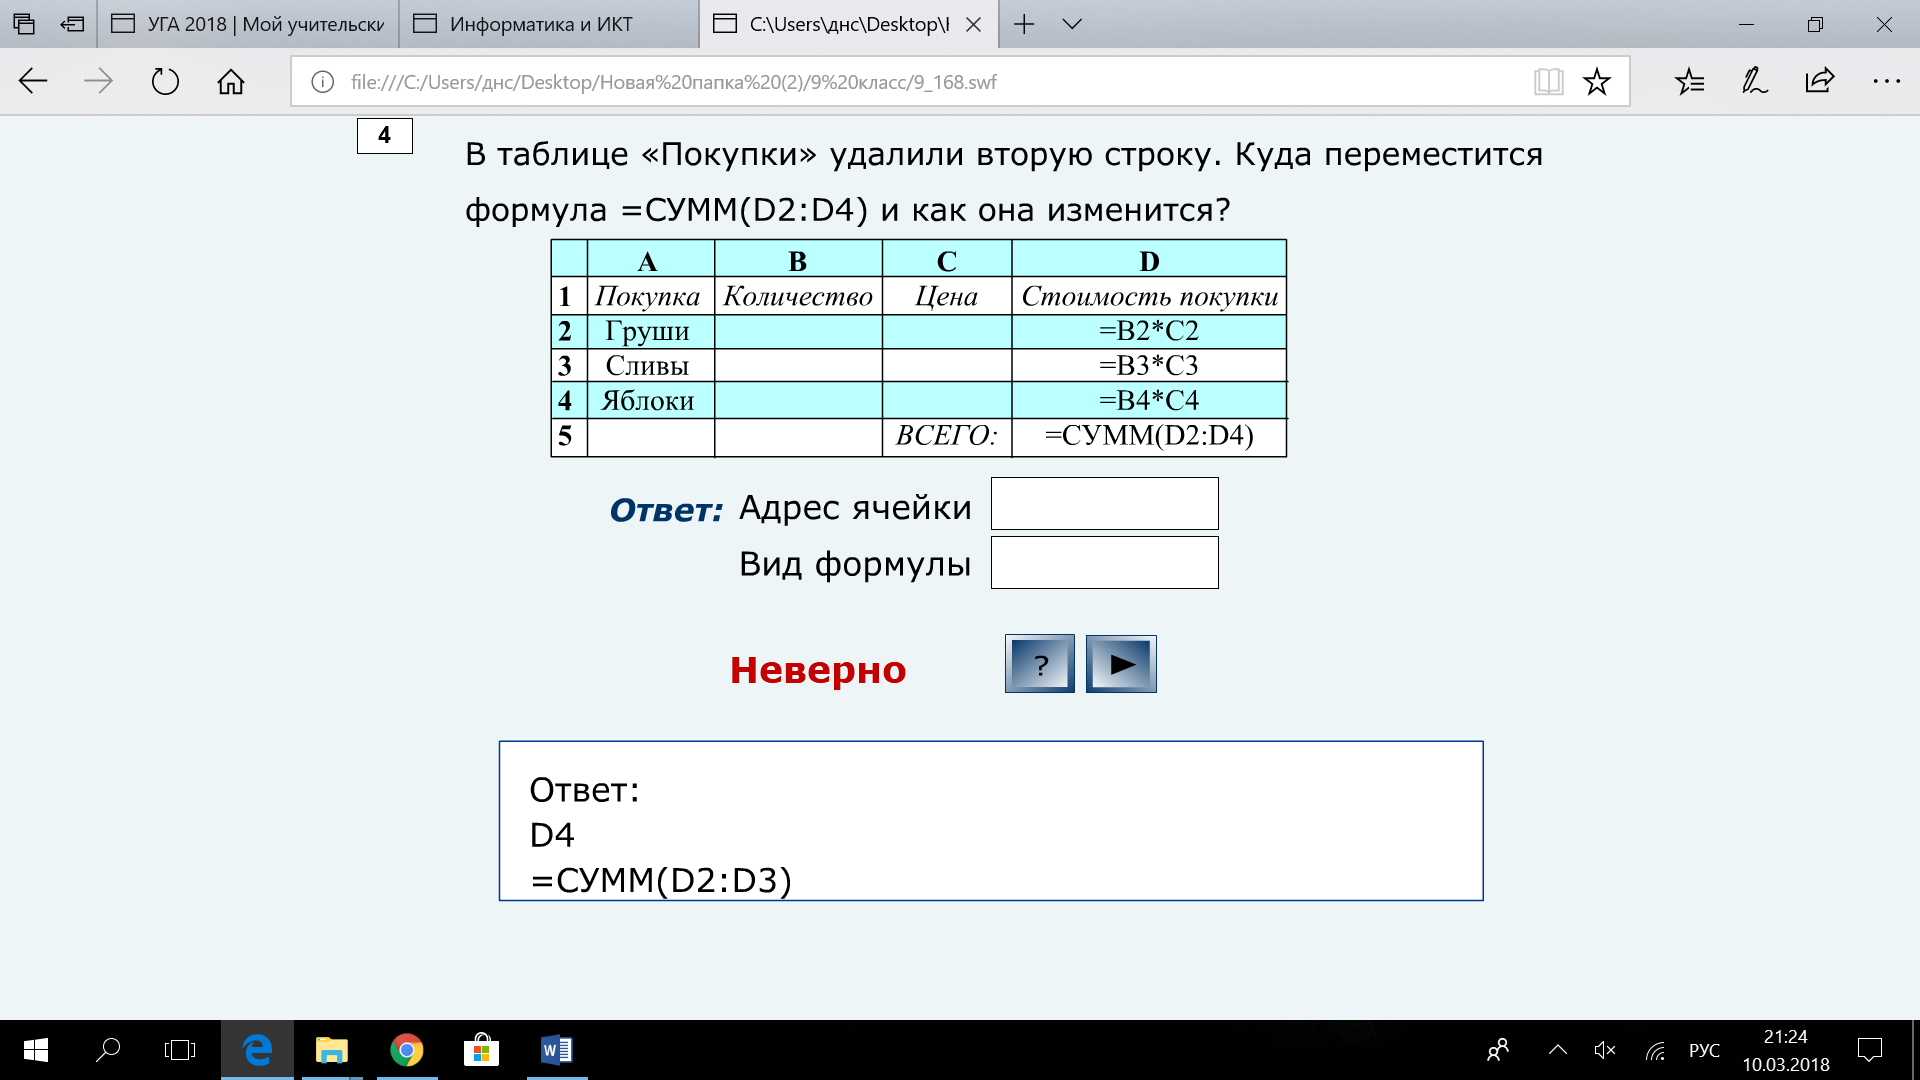 УГА 2018 | Мой учительски
Информатика и ИКТ
C:\Users\днс\Desktop\
file:///C:/Users/днс/Desktop/Новая%20папка%20(2)/9%20класс/9_168.swf
4
В таблице «Покупки» удалили вторую строку. Куда переместится
формула =СУММ(D2:D4) и как она изменится?
A B C D
1 Покупка Количество Цена Стоимость покупки
2 Груши =B2*C2
3 Сливы =B3*C3
4 Яблоки =B4*C4
5 ВСЕГО: =СУММ(D2:D4)
Ответ: Адрес ячейки
Вид формулы
Неверно ?
Ответ:
D4
=СУММ(D2:D3)
РУС
21:24
10.03.2018